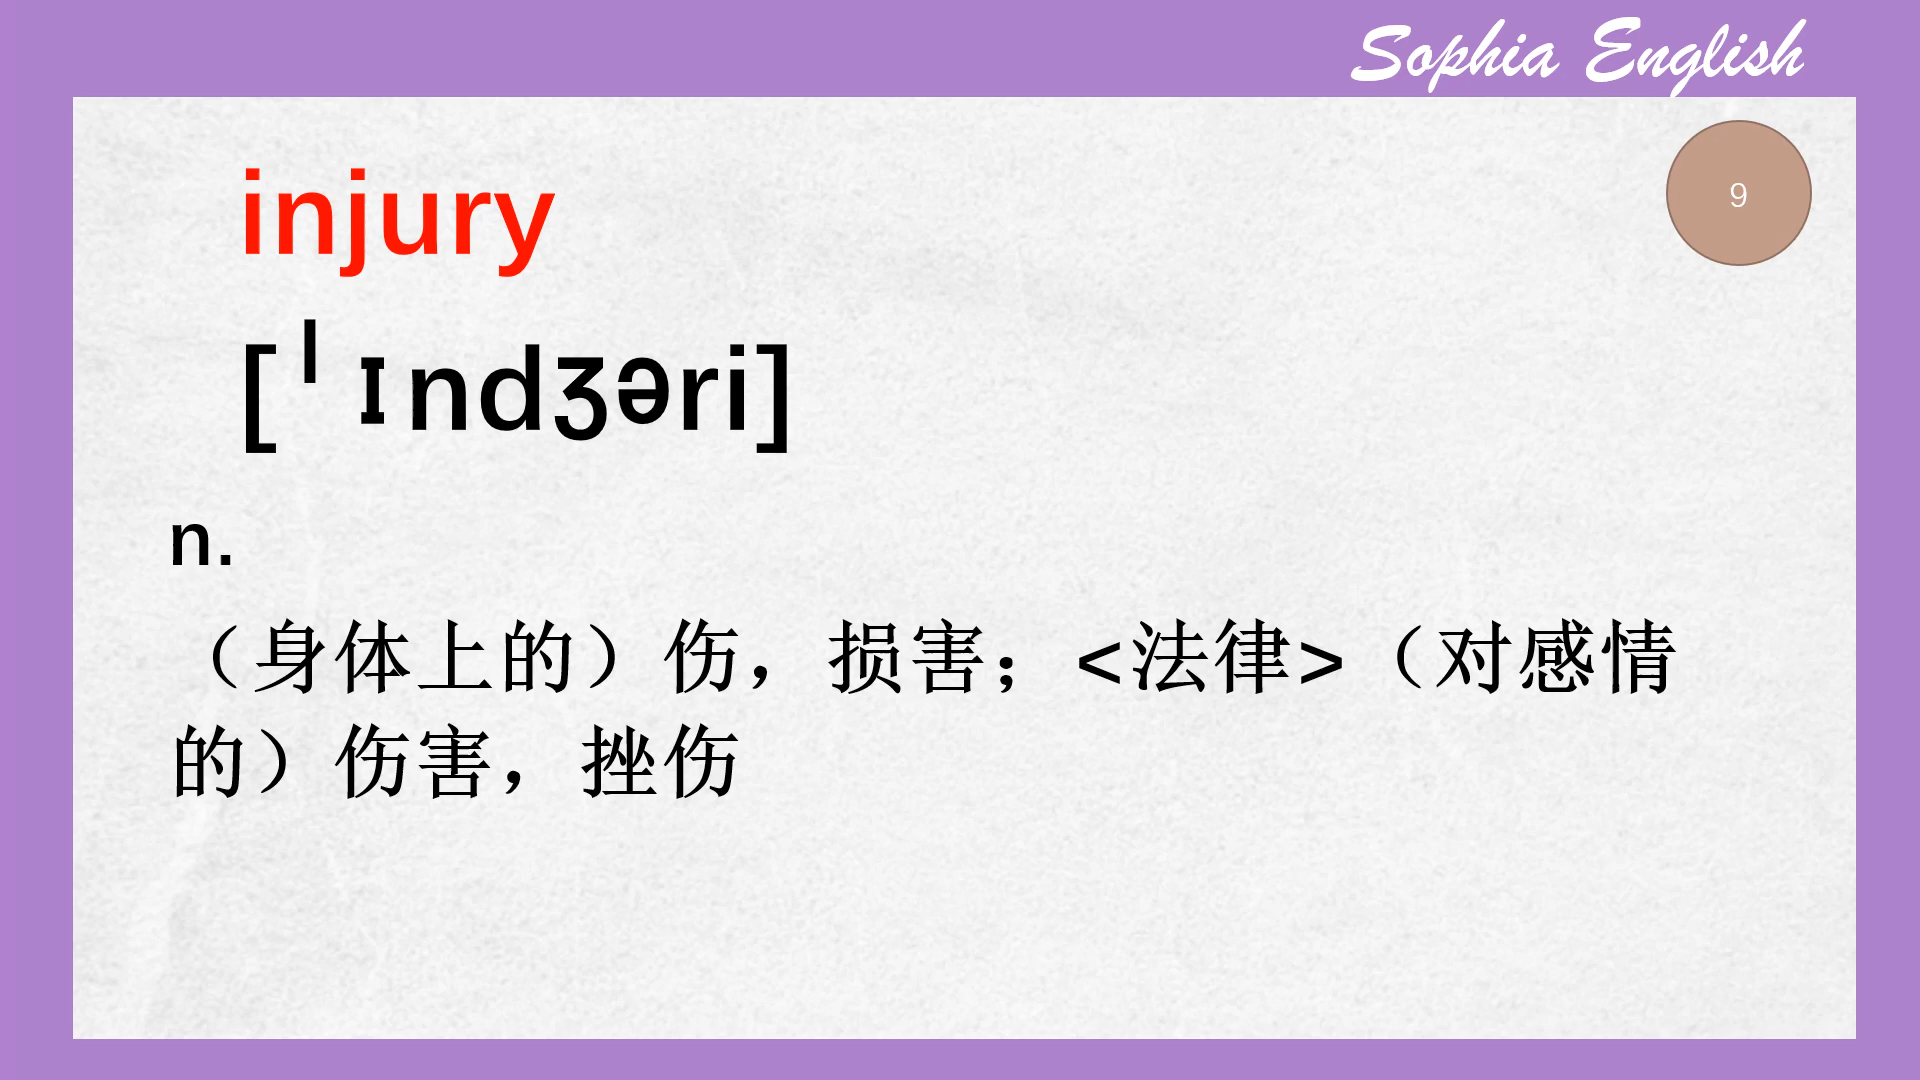 Sophia English
9
injury
[╵ɪndʒəri]
n.
（身体上的）伤，损害；<法律>（对感情
的）伤害，挫伤